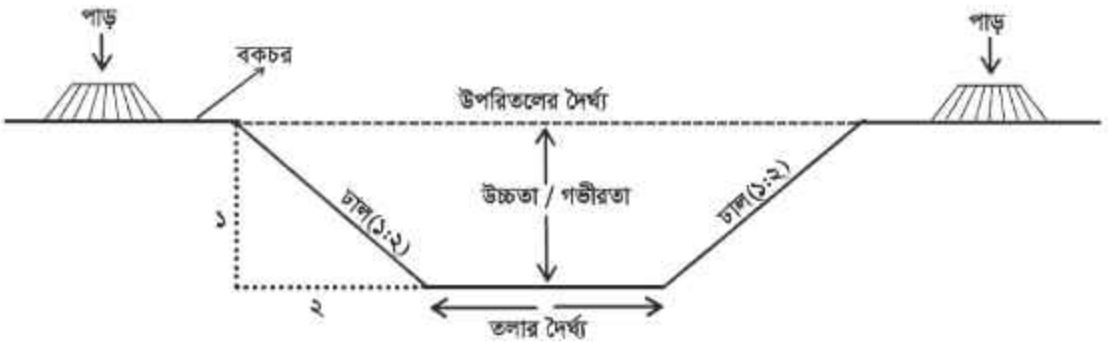 পাড়
পাড়
বকচর
উপরিতলের দৈর্ঘ্য
উচ্চতা / গভীরতা
ঢাল(১:২)
ঢাল(১:২)
১
২
তলার দৈর্ঘ্য